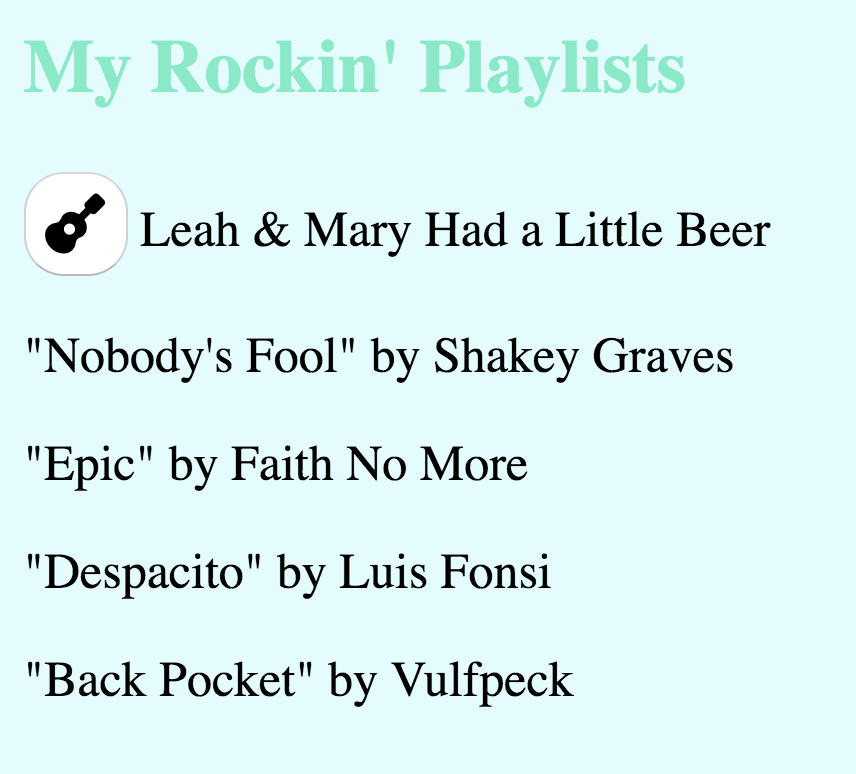 My Rockin' Playlists
Leah & Mary Had a Little Beer
"Nobody's Fool" by Shakey Graves
"Epic" by Faith No More
"Despacito" by Luis Fonsi
"Back Pocket" by Vulfpeck